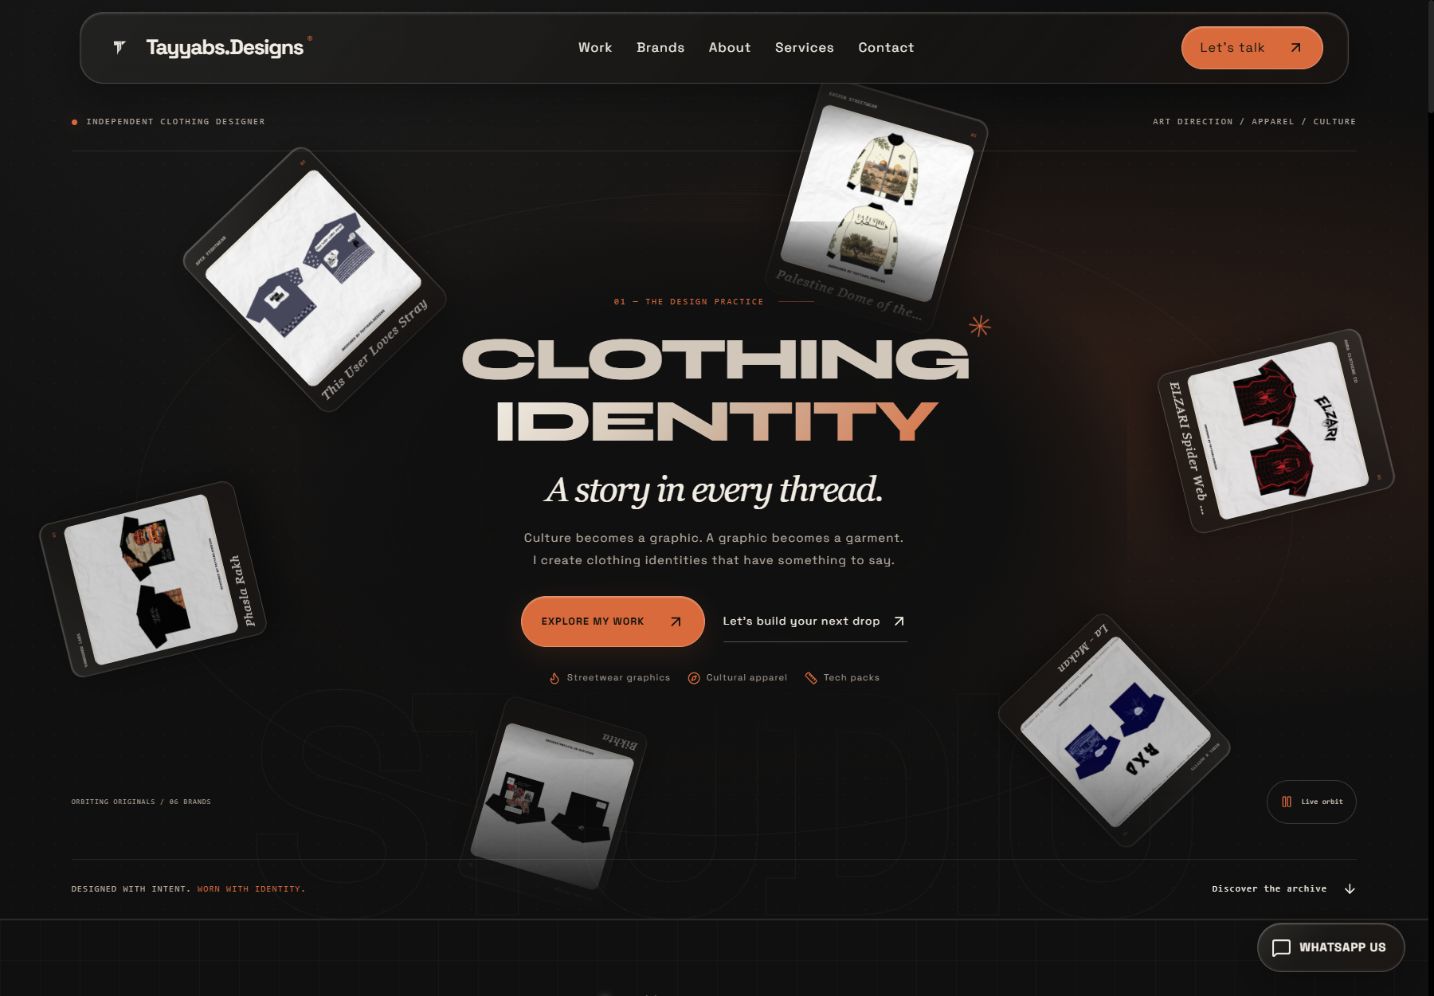 Tayyabs.Designs
Work
Brands
About
Services
Contact
Let's talk
INDEPENDENT CLOTHING DESIGNER
ART DIRECTION / APPAREL / CULTURE
This User Loves Stray
Palestine Dome of the...
ELZARI Spider Web ...
ELZARI
Phasla Rakh
01 — THE DESIGN PRACTICE
CLOTHING
IDENTITY
A story in every thread.
Culture becomes a graphic. A graphic becomes a garment.
I create clothing identities that have something to say.
EXPLORE MY WORK
Let's build your next drop
Streetwear graphics
Cultural apparel
Tech packs
La - Makan
Bikhta
STUDIO
ORBITING ORIGINALS / 06 BRANDS
Live orbit
DESIGNED WITH INTENT. WORN WITH IDENTITY.
Discover the archive
WHATSAPP US